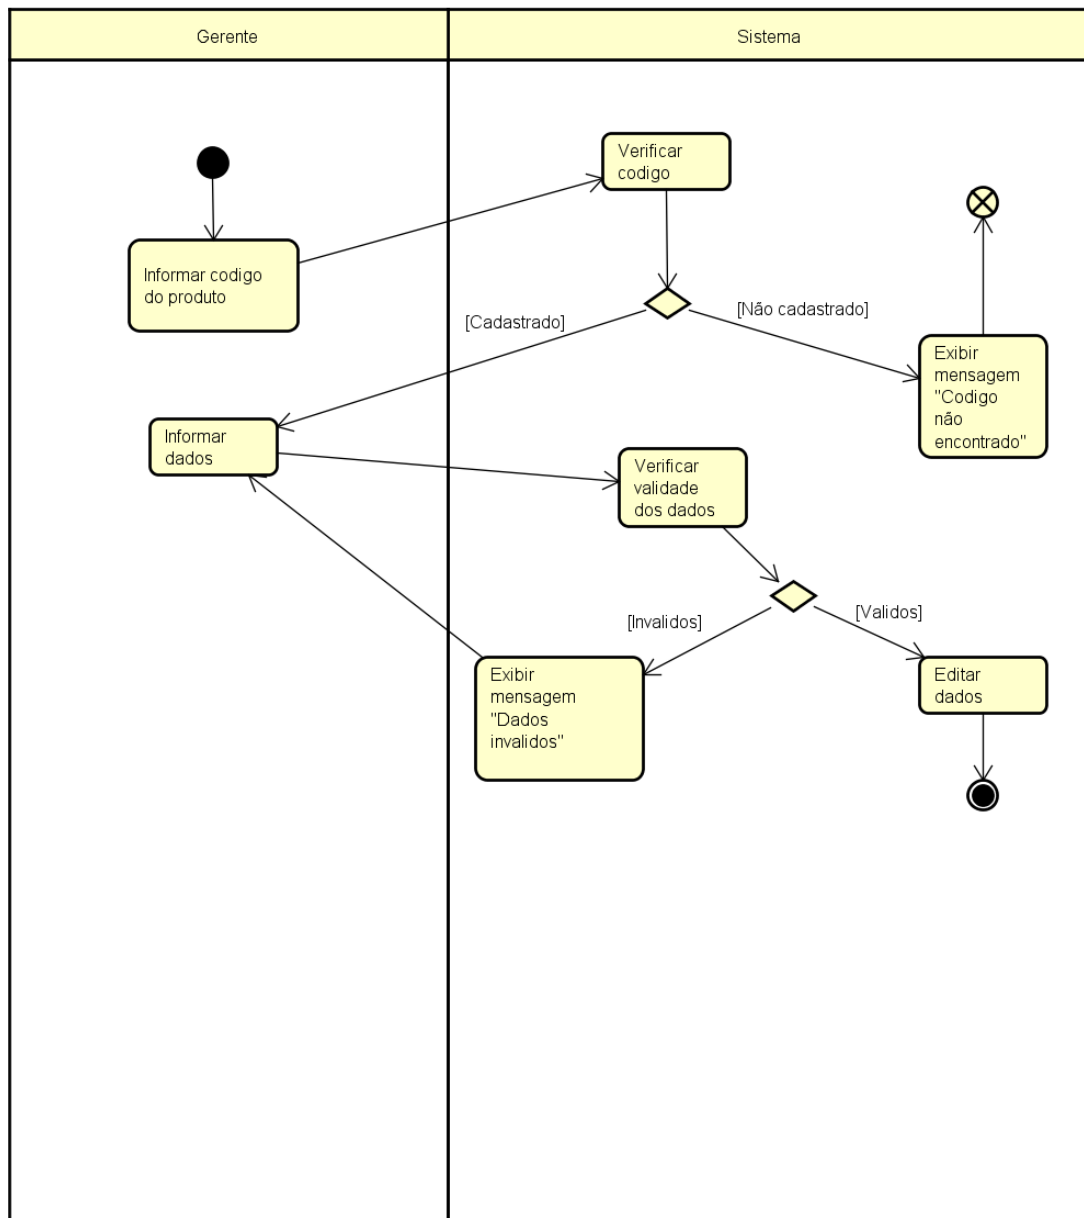 Gerente
Sistema
Verificar
codigo
Informar codigo
do produto
[Cadastrado]
[Não cadastrado]
Exibir
mensagem
"Codigo
não
encontrado"
Informar
dados
Verificar
validade
dos dados
[Invalidos]
[Validos]
Exibir
mensagem
"Dados
invalidos"
Editar
dados